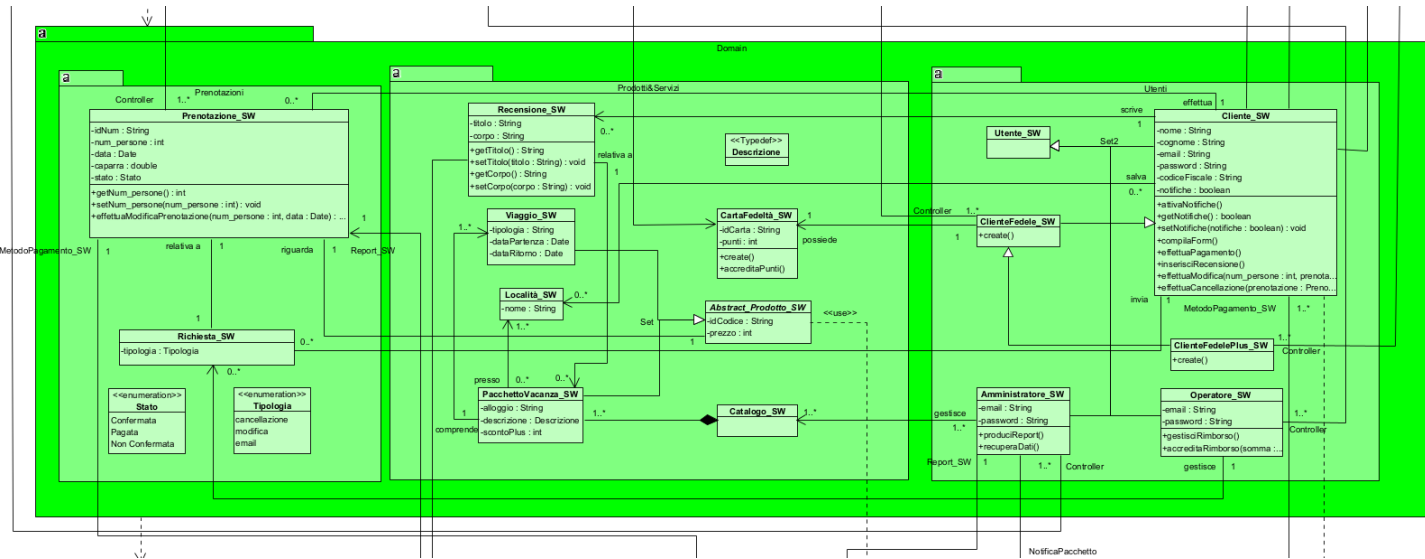 a
Domain
a
Prenotazioni
Controller
1..*
0..*
Prenotazione_SW
-idNum : String
-num_persone : int
-data : Date
-caparra : double
-stato : Stato
+getNum_persone() : int
+setNum_persone(num_persone : int) : void
+effettuaModificaPrenotazione(num_persone : int, data : Date) : ...
MetodoPagamento_SW
1
relativa a
1
riguarda
1
1
Report_SW
1
Richiesta_SW
-tipologia : Tipologia
0..*
0..*
<<enumeration>>
Stato
Confermata
Pagata
Non Confermata
<<enumeration>>
Tipologia
cancellazione
modifica
email
a
Prodotti&Servizi
Recensione_SW
-titolo : String
-corpo : String
+getTitolo() : String
+setTitolo(titolo : String) : void
+getCorpo() : String
+setCorpo(corpo : String) : void
0..*
relativa a
1
<<Typedef>>
Descrizione
Viaggio_SW
-tipologia : String
-dataPartenza : Date
-dataRitorno : Date
1..*
CartaFedeltà_SW
-idCarta : String
-punti : int
+create()
+accreditaPunti()
1
possiede
Località_SW
-nome : String
0..*
1..*
Set
Abstract_Prodotto_SW
-idCodice : String
-prezzo : int
<<use>>
1
presso
0..*
0..*
PacchettoVacanza_SW
-alloggio : String
-descrizione : Descrizione
-scontoPlus : int
1
comprende
1..*
Catalogo_SW
1..*
a
Utenti
effettua
1
scrive
1
Utente_SW
Set2
Cliente_SW
-nome : String
-cognome : String
-email : String
-password : String
-codiceFiscale : String
-notifiche : boolean
+attivaNotifiche()
+getNotifiche() : boolean
+setNotifiche(notifiche : boolean) : void
+compilaForm()
+effettuaPagamento()
+inserisciRecensione()
+effettuaModifica(num_persone : int, prenota...
+effettuaCancellazione(prenotazione : Preno...
salva
0..*
Controller
1..*
ClienteFedele_SW
+create()
1
invia
1
MetodoPagamento_SW
1..*
ClienteFedelePlus_SW
+create()
1..*
Controller
Amministratore_SW
-email : String
-password : String
+produciReport()
+recuperaDati()
gestisce
1..*
Report_SW
1
1..*
Controller
Operatore_SW
-email : String
-password : String
+gestisciRimborso()
+accreditaRimborso(somma :...
1..*
Controller
gestisce
1
NotificaPacchetto